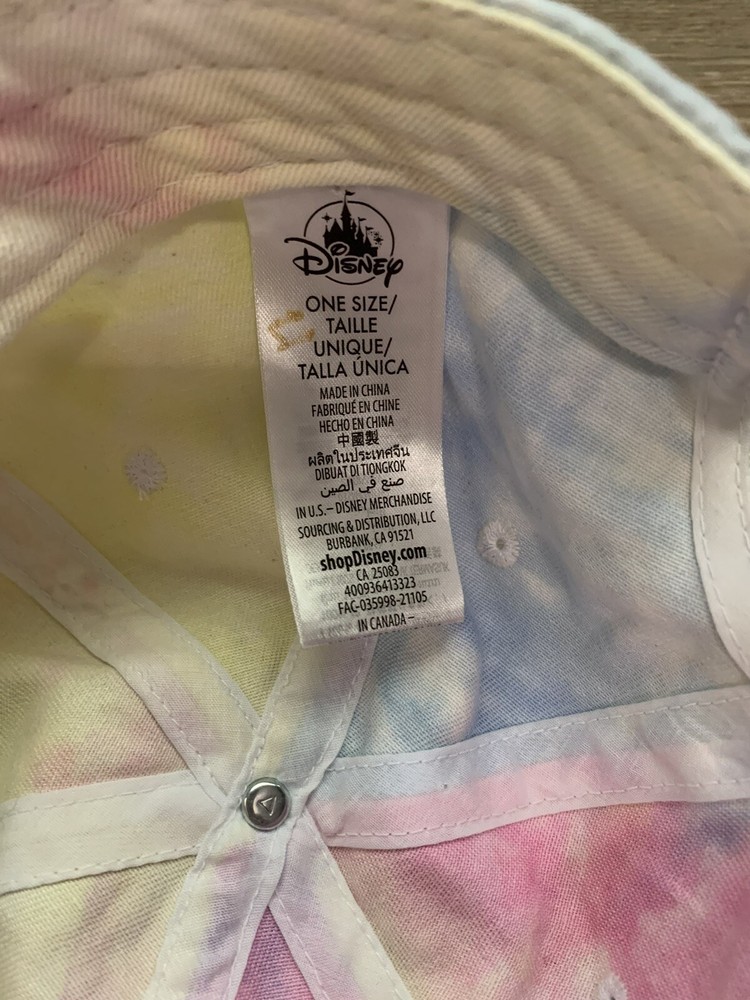 Disney
ONE SIZE/
TAILLE
UNIQUE/
TALLA ÚNICA
MADE IN CHINA
FABRIQUÉ EN CHINE
HECHO EN CHINA
中國製
ผลิตในประเทศจีน
DIBUAT DI TIONGKOK
صنع في الصين
IN U.S. – DISNEY MERCHANDISE
SOURCING & DISTRIBUTION, LLC
BURBANK, CA 91521
shopDisney.com
CA 25083
400936413323
FAC-035998-21105
IN CANADA –